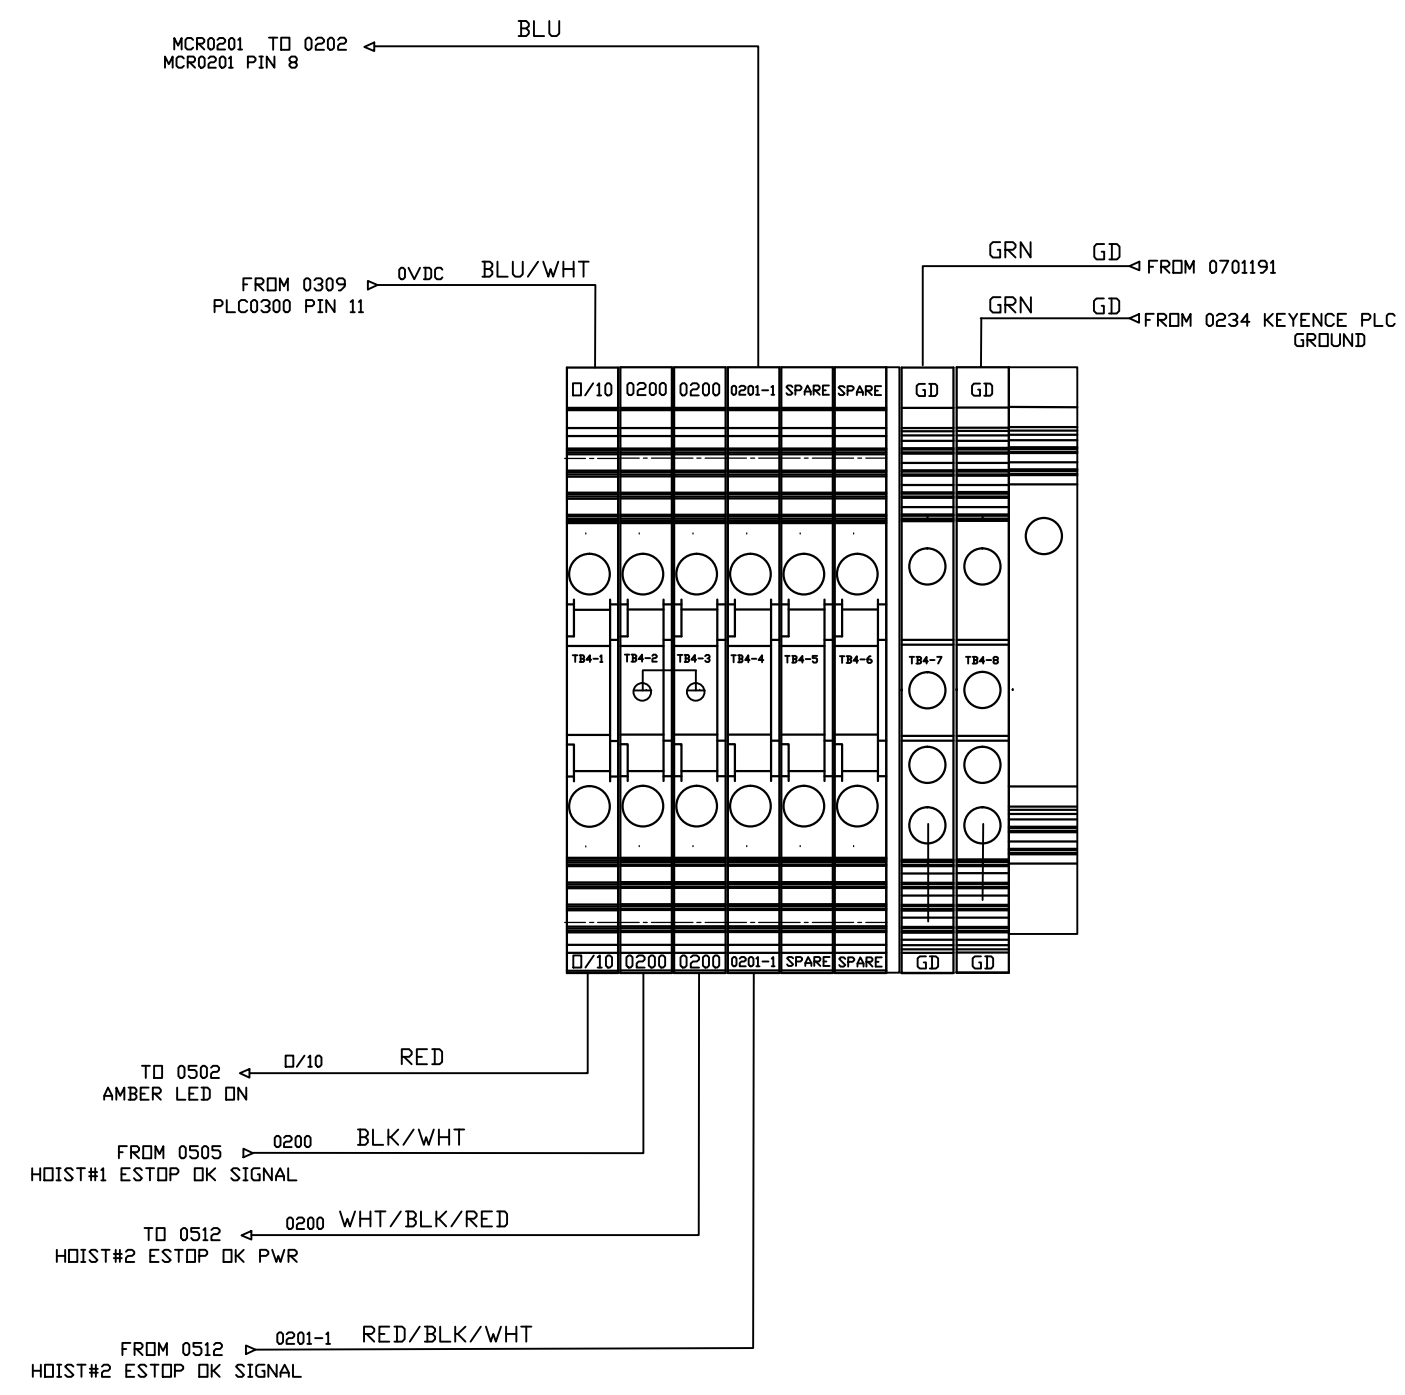 BLU
MCR0201 TO 0202
MCR0201 PIN 8
GRN GD
FROM 0701191
0VDC BLU/WHT
FROM 0309
PLC0300 PIN 11
GRN GD
FROM 0234 KEYENCE PLC
GROUND
O/10 0200 0200 0201-1 SPARE SPARE GD GD
TB4-1 TB4-2 TB4-3 TB4-4 TB4-5 TB4-6 TB4-7 TB4-8
O/10 0200 0200 0201-1 SPARE SPARE GD GD
O/10 RED
TO 0502
AMBER LED ON
0200 BLK/WHT
FROM 0505
HOIST#1 ESTOP OK SIGNAL
0200 WHT/BLK/RED
TO 0512
HOIST#2 ESTOP OK PWR
0201-1 RED/BLK/WHT
FROM 0512
HOIST#2 ESTOP OK SIGNAL